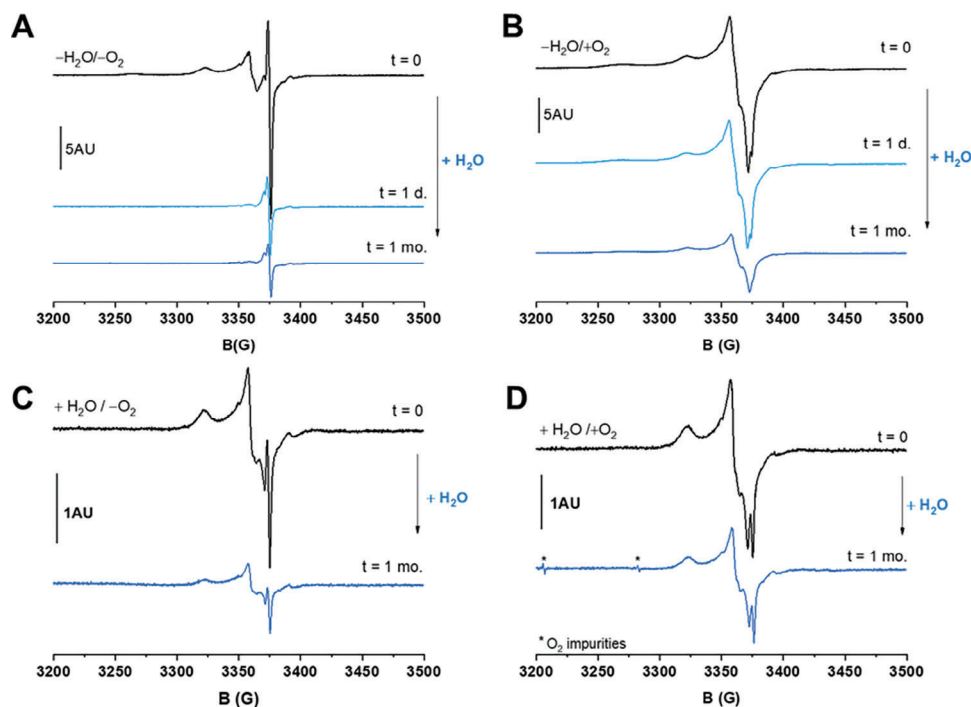 A
−H₂O/−O₂
t = 0
5AU
+ H₂O
t = 1 d.
t = 1 mo.
3200 3250 3300 3350 3400 3450 3500
B(G)
B
−H₂O/+O₂
t = 0
5AU
t = 1 d.
+ H₂O
t = 1 mo.
3200 3250 3300 3350 3400 3450 3500
B (G)
C
+ H₂O / −O₂
t = 0
1AU
+ H₂O
t = 1 mo.
3200 3250 3300 3350 3400 3450 3500
B (G)
D
+ H₂O /+O₂
t = 0
1AU
+ H₂O
t = 1 mo.
* *
* O₂ impurities
3200 3250 3300 3350 3400 3450 3500
B (G)